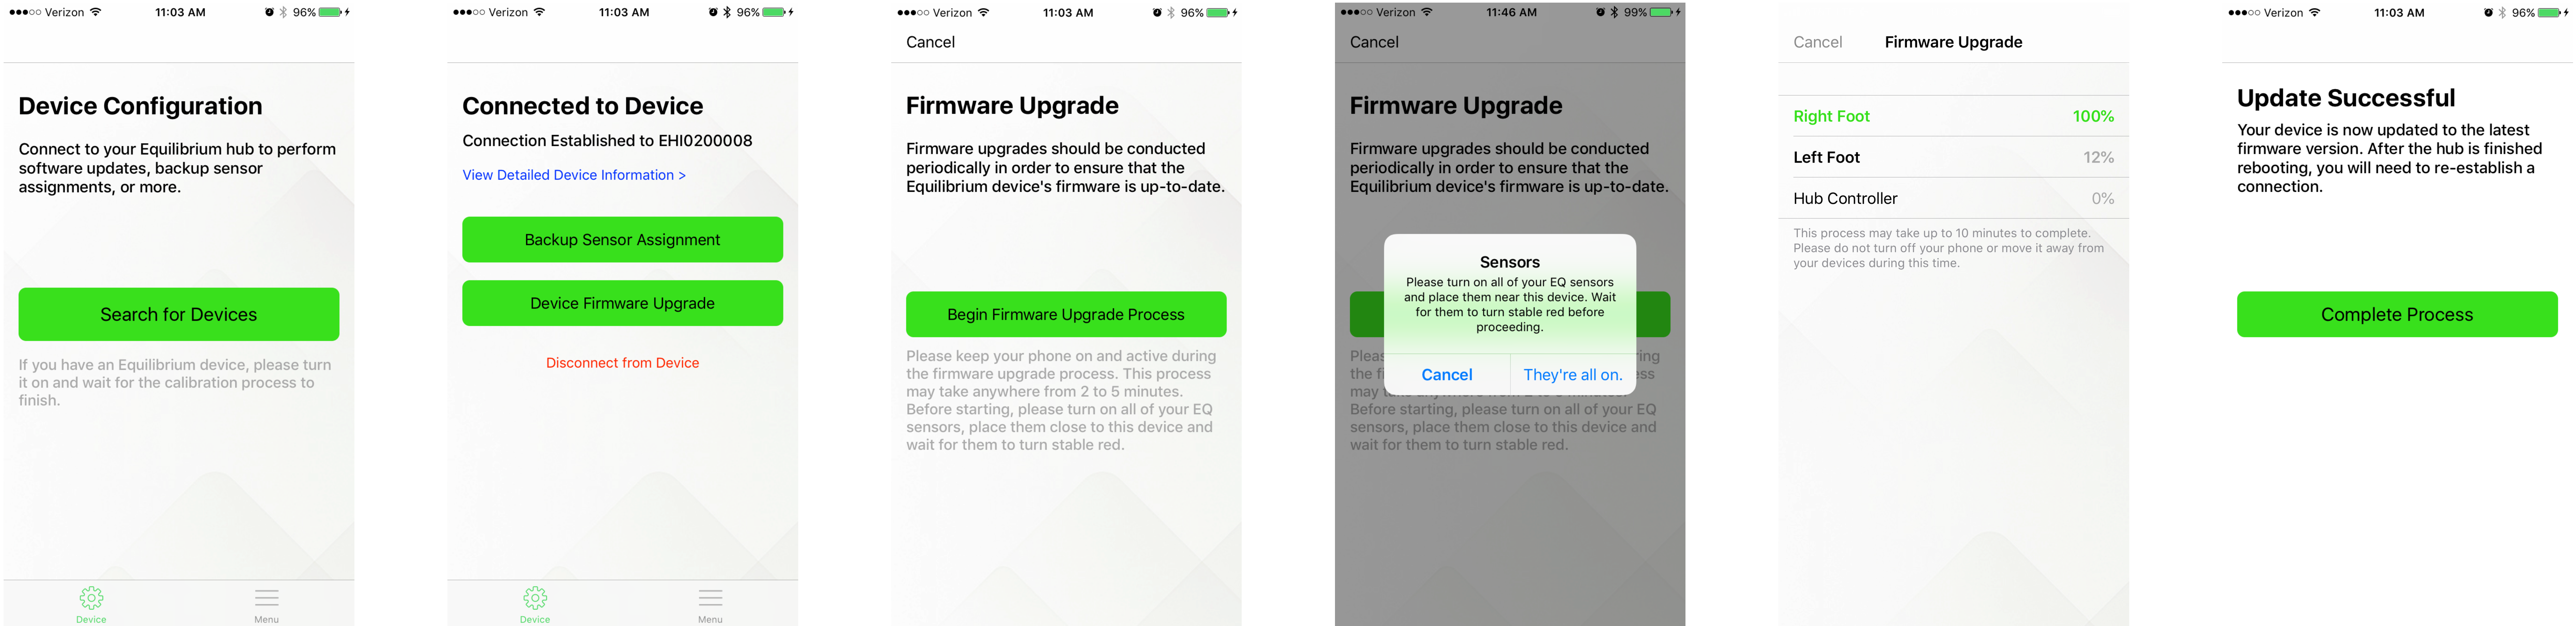 Verizon 11:03 AM 96%
Device Configuration
Connect to your Equilibrium hub to perform
software updates, backup sensor
assignments, or more.
Search for Devices
If you have an Equilibrium device, please turn
it on and wait for the calibration process to
finish.
Device Menu
Verizon 11:03 AM 96%
Connected to Device
Connection Established to EHI0200008
View Detailed Device Information >
Backup Sensor Assignment
Device Firmware Upgrade
Disconnect from Device
Device Menu
Verizon 11:03 AM 96%
Cancel
Firmware Upgrade
Firmware upgrades should be conducted
periodically in order to ensure that the
Equilibrium device's firmware is up-to-date.
Begin Firmware Upgrade Process
Please keep your phone on and active during
the firmware upgrade process. This process
may take anywhere from 2 to 5 minutes.
Before starting, please turn on all of your EQ
sensors, place them close to this device and
wait for them to turn stable red.
Verizon 11:46 AM 99%
Cancel
Firmware Upgrade
Firmware upgrades should be conducted
periodically in order to ensure that the
Equilibrium device's firmware is up-to-date.
Sensors
Please turn on all of your EQ sensors
and place them near this device. Wait
for them to turn stable red before
proceeding.
Cancel They're all on.
Before starting, please turn on all of your EQ
sensors, place them close to this device and
wait for them to turn stable red.
Verizon 11:03 AM 96%
Cancel Firmware Upgrade
Right Foot 100%
Left Foot 12%
Hub Controller 0%
This process may take up to 10 minutes to complete.
Please do not turn off your phone or move it away from
your devices during this time.
Verizon 11:03 AM 96%
Update Successful
Your device is now updated to the latest
firmware version. After the hub is finished
rebooting, you will need to re-establish a
connection.
Complete Process